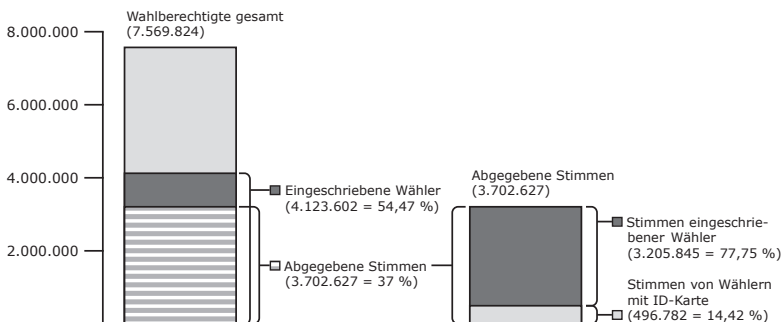 Wahlberechtigte gesamt
(7.569.824)
8.000.000
6.000.000
4.000.000
2.000.000
Eingeschriebene Wähler
(4.123.602 = 54,47 %)
Abgegebene Stimmen
(3.702.627 = 37 %)
Abgegebene Stimmen
(3.702.627)
Stimmen eingeschrie-
bener Wähler
(3.205.845 = 77,75 %)
Stimmen von Wählern
mit ID-Karte
(496.782 = 14,42 %)